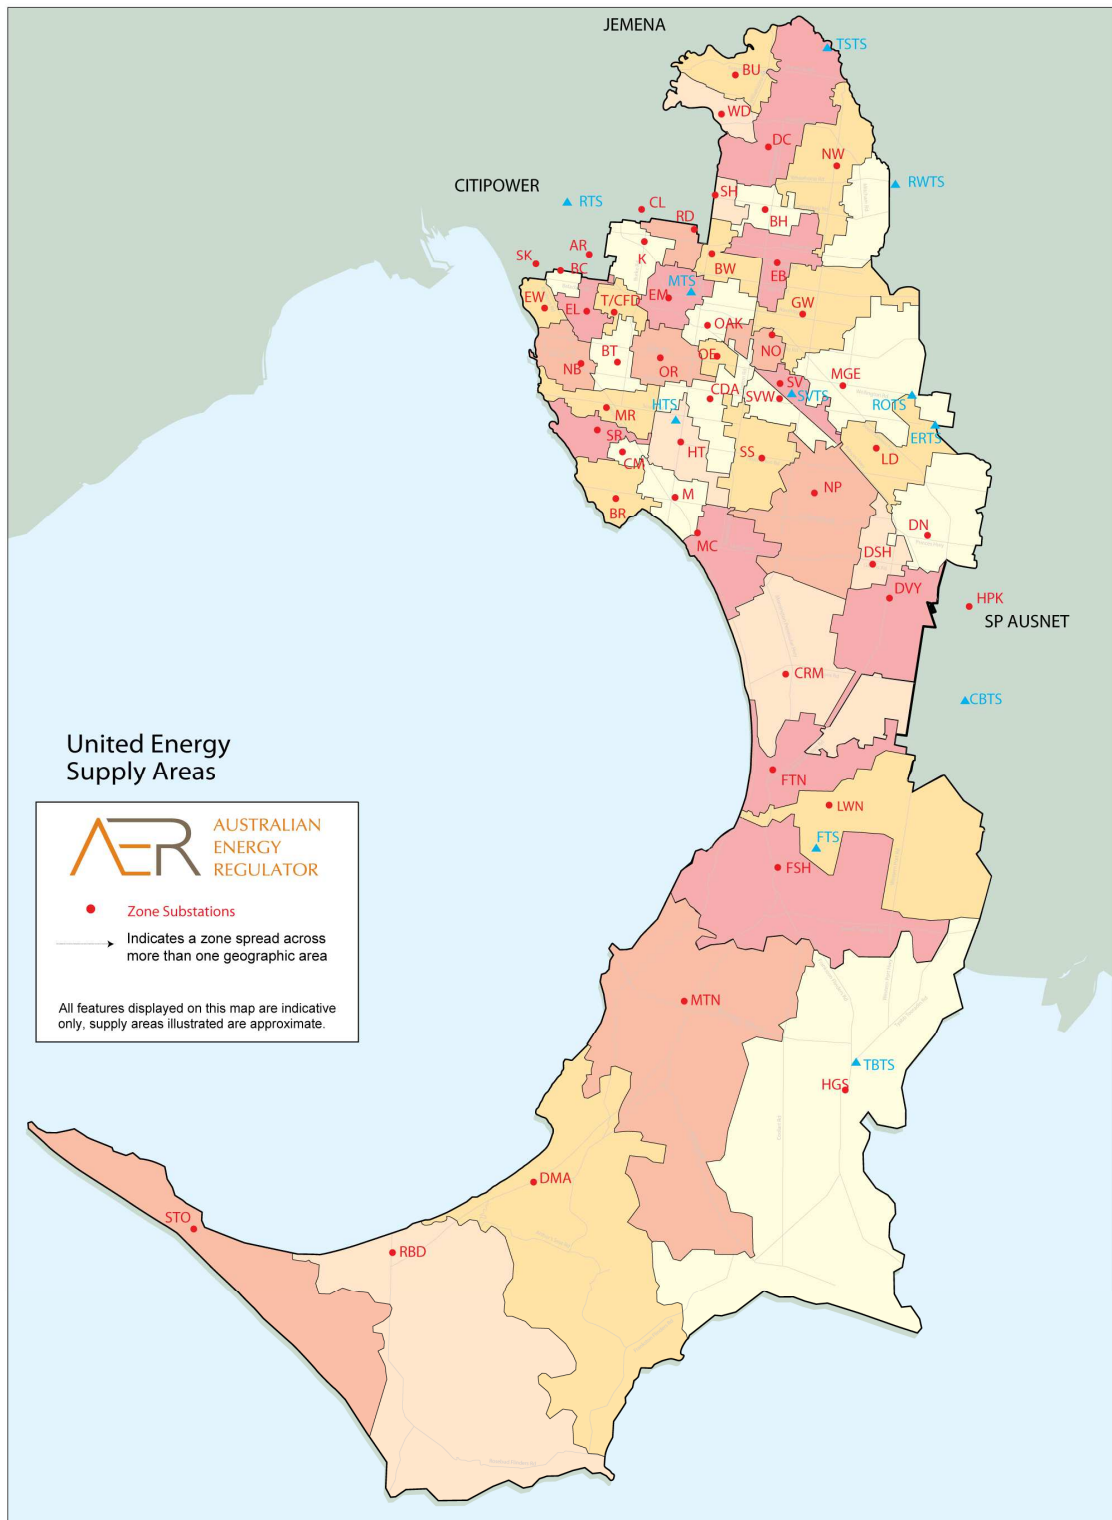 JEMENA
TSTS
BU
WD
DC
NW
CITIPOWER
RWTS
RTS
SH
CL
RD
BH
K
AR
SK
BC
BW
EB
MTS
EM
EW
EL
T/CFD
GW
OAK
NO
BT
OE
NB
OR
MGE
SV
CDA
SVW
SVTS
ROTS
MR
HTS
ERTS
SR
HT
CM
SS
LD
NP
M
BR
DN
MC
DSH
DVY
HPK
SP AUSNET
CRM
CBTS
United Energy
Supply Areas
FTN
LWN
AER
AUSTRALIAN
ENERGY
REGULATOR
FTS
FSH
Zone Substations
Indicates a zone spread across
more than one geographic area
All features displayed on this map are indicative
only, supply areas illustrated are approximate.
MTN
TBTS
HGS
DMA
STO
RBD